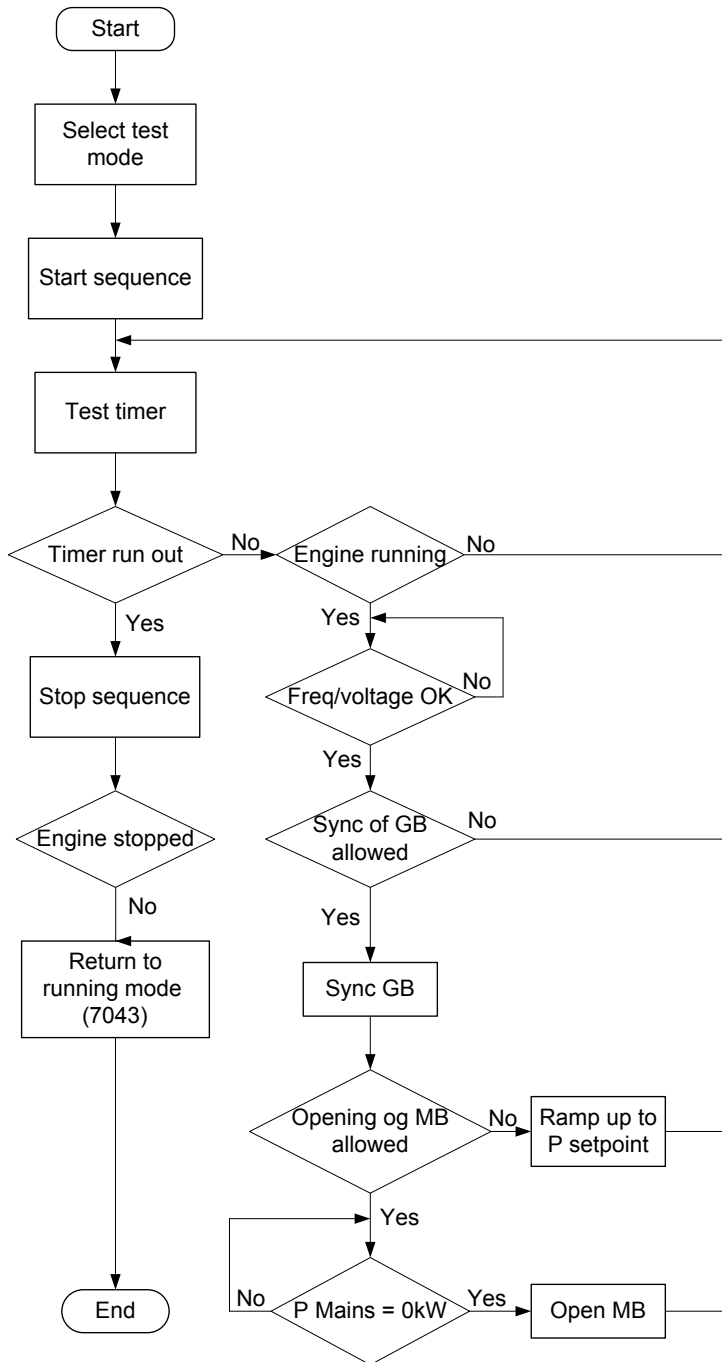 Start
Select test
mode
Start sequence
Test timer
Timer run out
No
Engine running
No
Yes
Yes
Stop sequence
Freq/voltage OK
No
Yes
Engine stopped
Sync of GB
allowed
No
No
Yes
Return to
running mode
(7043)
Sync GB
Opening og MB
allowed
No
Ramp up to
P setpoint
Yes
End
No
P Mains = 0kW
Yes
Open MB